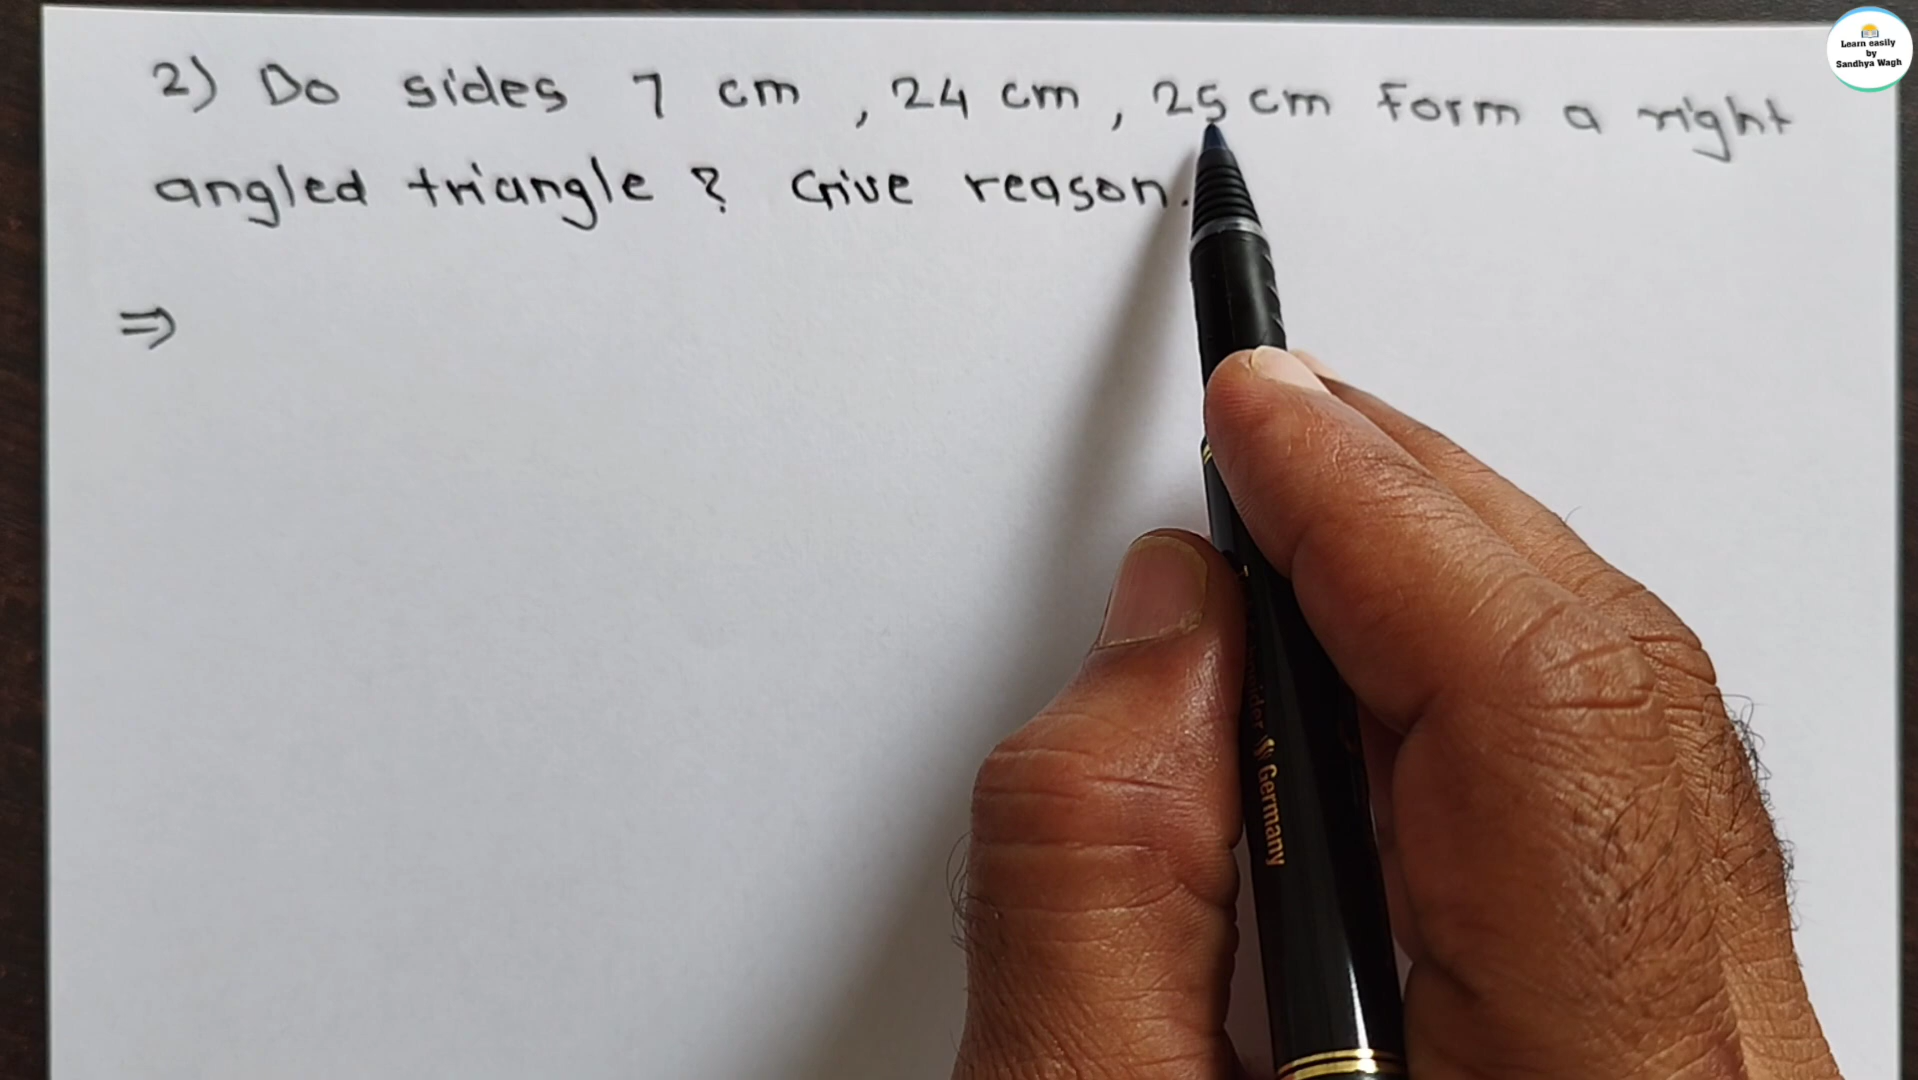 2) Do sides 7 cm, 24 cm, 25 cm form a right
angled triangle? Give reason.
⇒
Learn easily
by
Sandhya Wagh
Germany